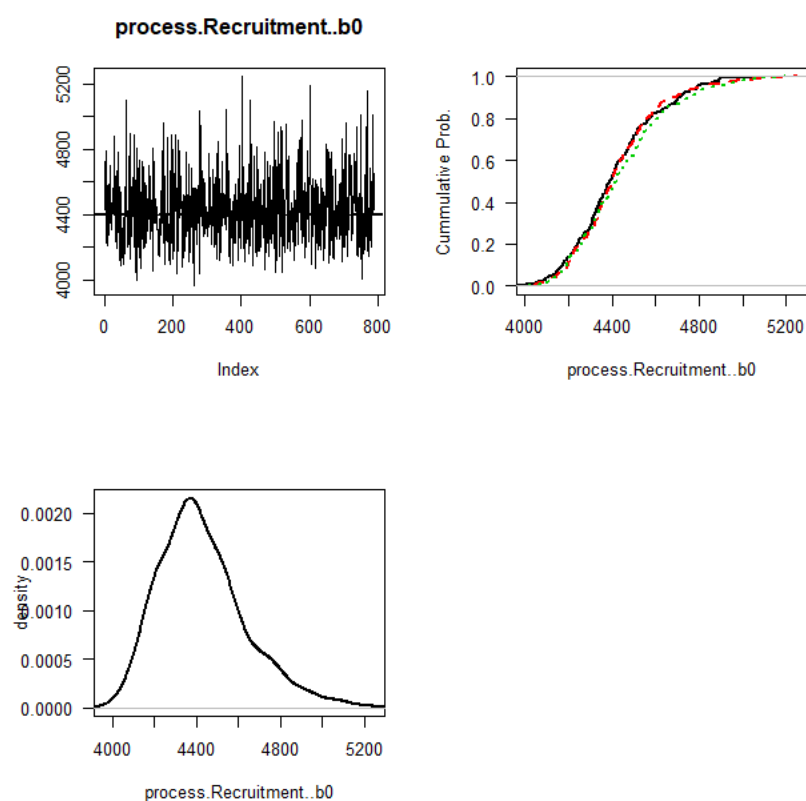 process.Recruitment..b0
5200
4800
4400
4000
0 200 400 600 800
Index
Cummulative Prob.
1.0
0.8
0.6
0.4
0.2
0.0
4000 4400 4800 5200
process.Recruitment..b0
density
0.0020
0.0015
0.0010
0.0005
0.0000
4000 4400 4800 5200
process.Recruitment..b0